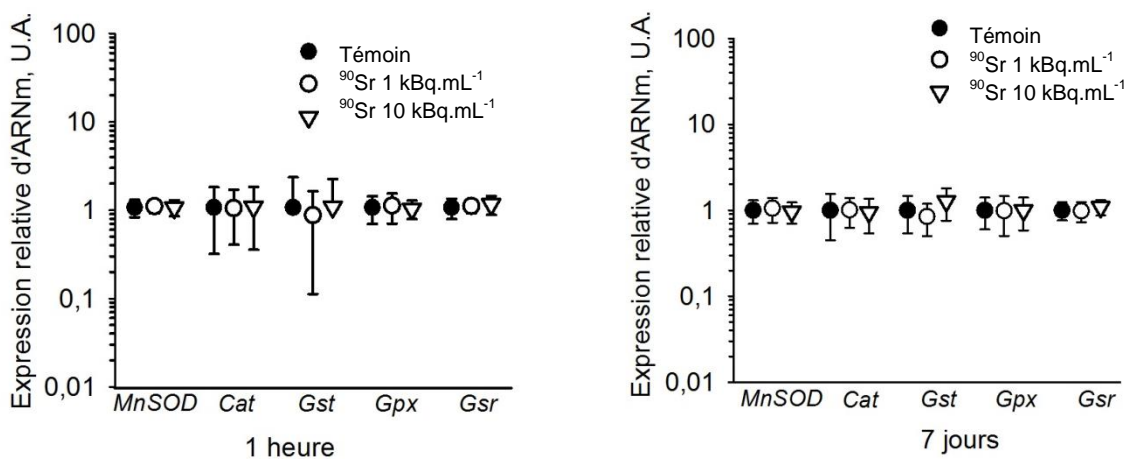 Expression relative d'ARNm, U.A.
100
10
1
0,1
0,01
Témoin
⁹⁰Sr 1 kBq.mL⁻¹
⁹⁰Sr 10 kBq.mL⁻¹
MnSOD Cat Gst Gpx Gsr
1 heure
Expression relative d'ARNm, U.A.
100
10
1
0,1
0,01
Témoin
⁹⁰Sr 1 kBq.mL⁻¹
⁹⁰Sr 10 kBq.mL⁻¹
MnSOD Cat Gst Gpx Gsr
7 jours